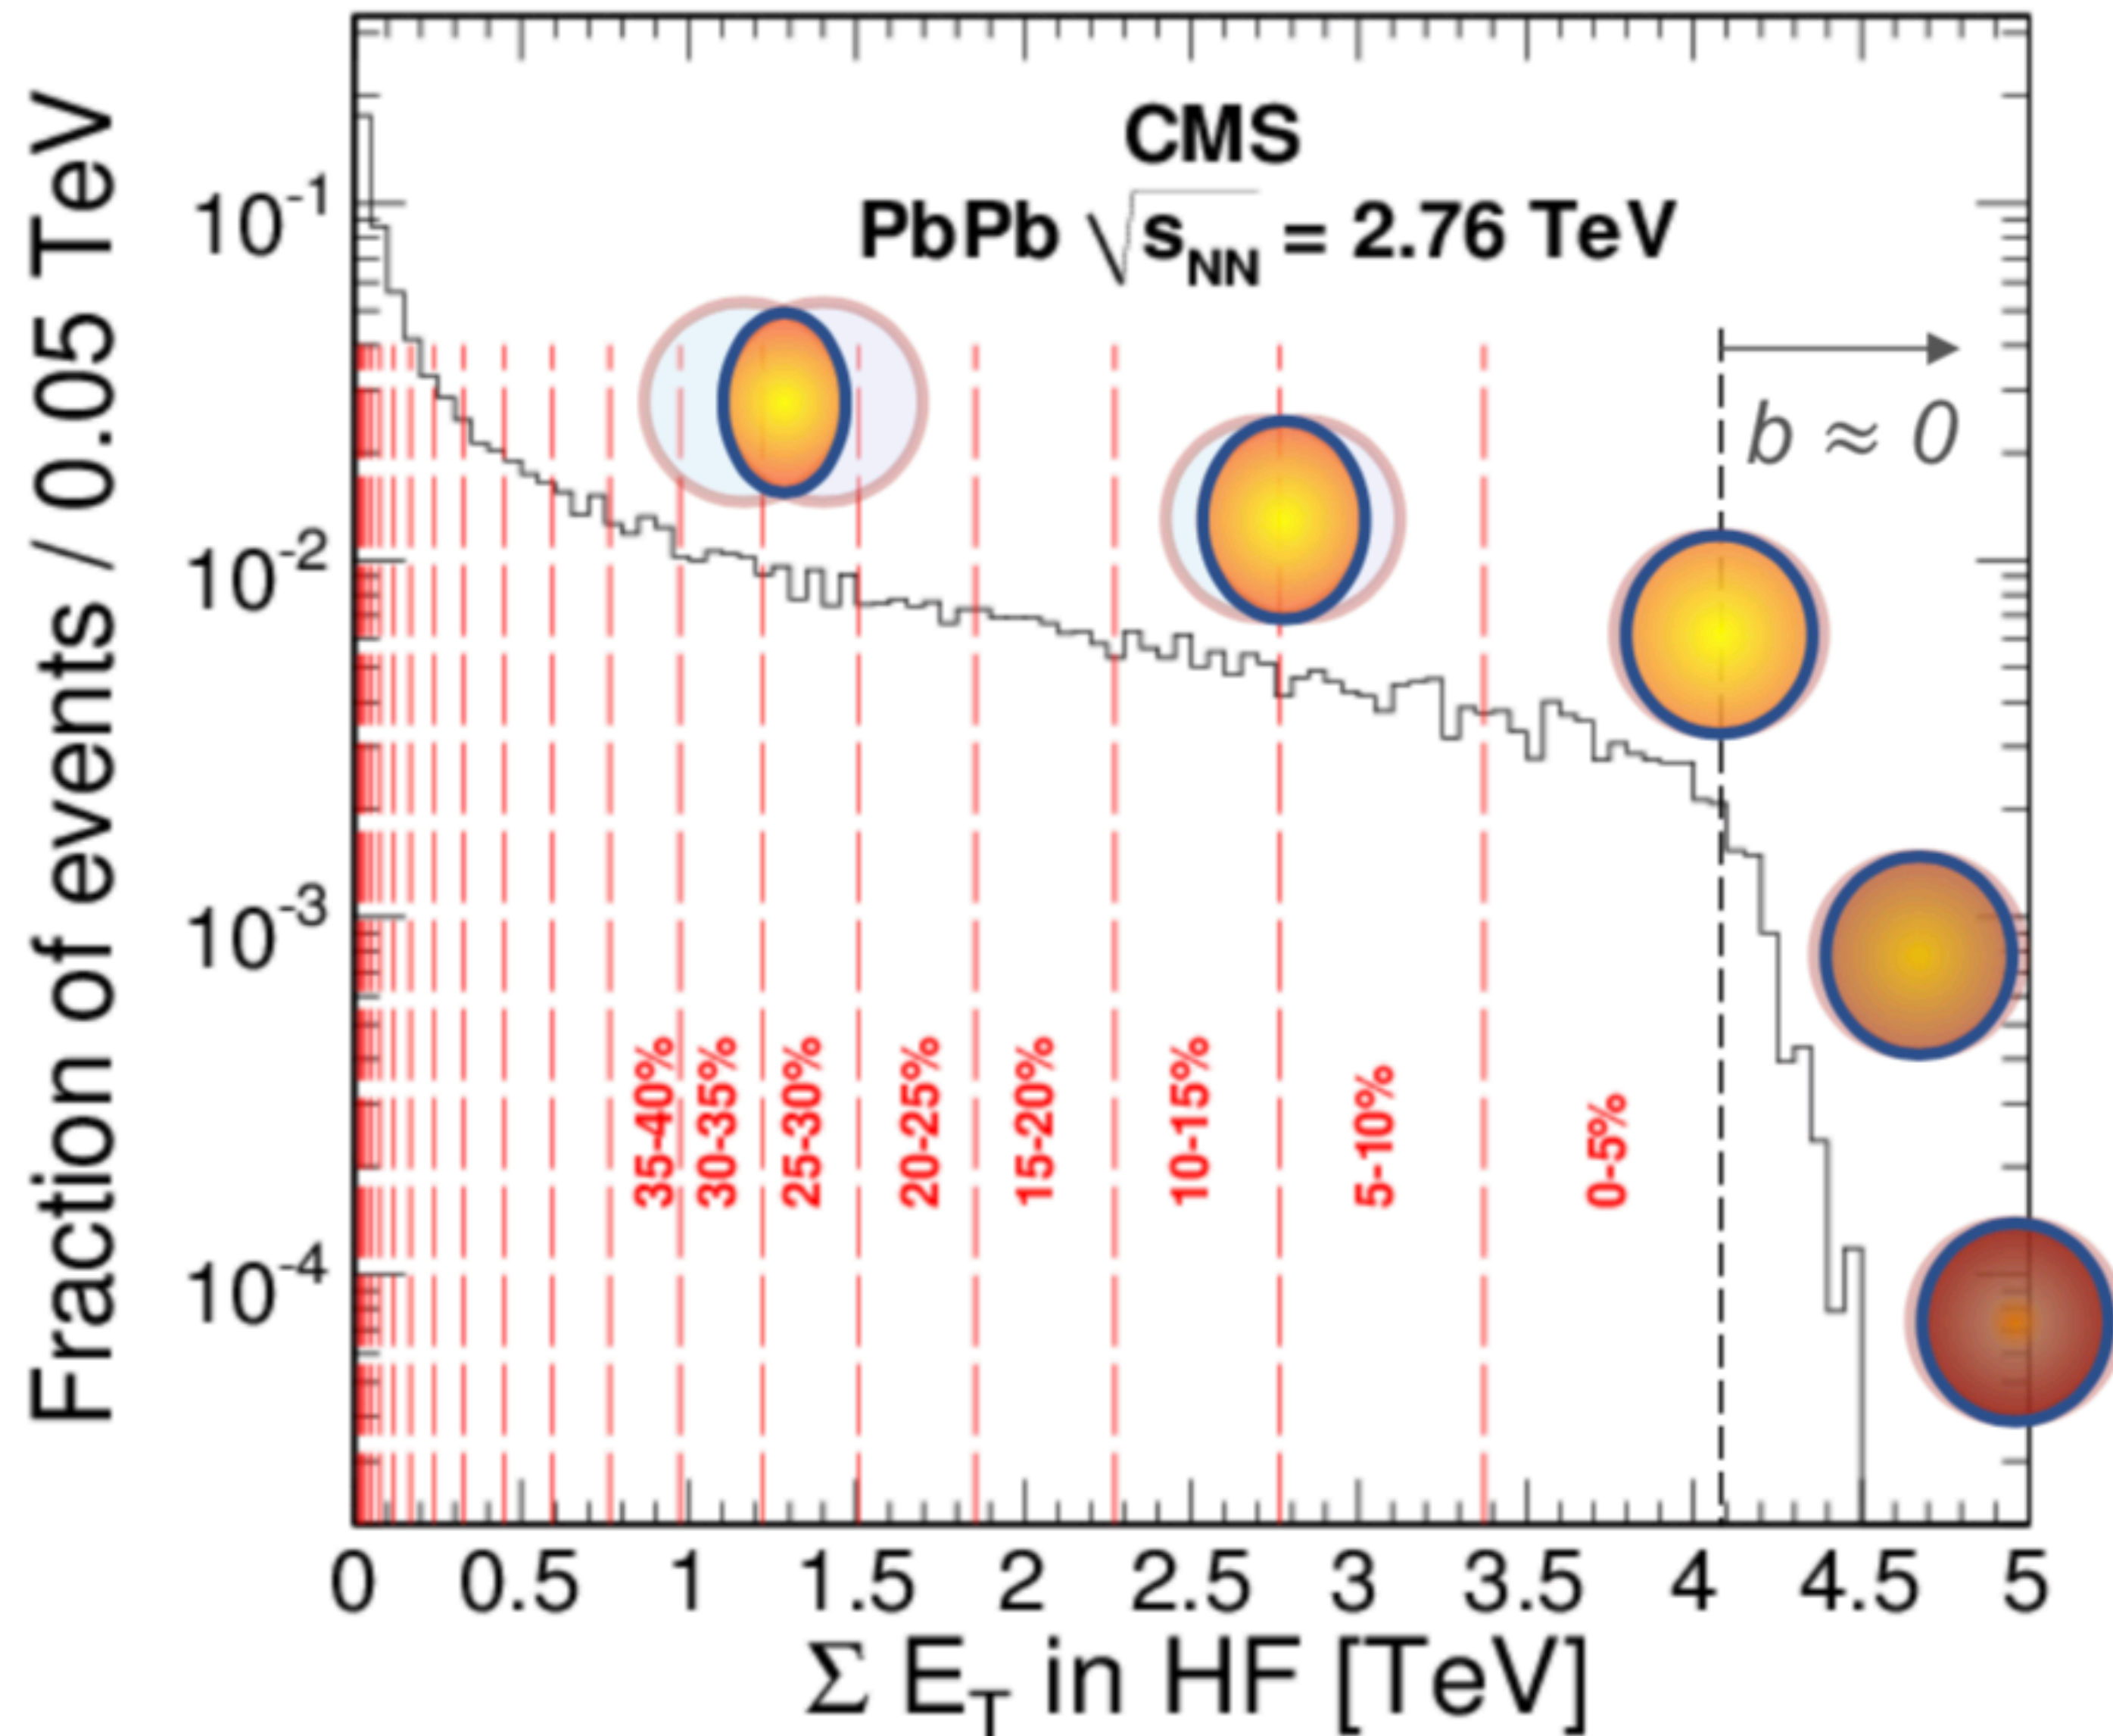 Fraction of events / 0.05 TeV
10⁻¹
10⁻²
10⁻³
10⁻⁴
CMS
PbPb √s_NN = 2.76 TeV
b ≈ 0
35-40%
30-35%
25-30%
20-25%
15-20%
10-15%
5-10%
0-5%
0 0.5 1 1.5 2 2.5 3 3.5 4 4.5 5
Σ E_T in HF [TeV]